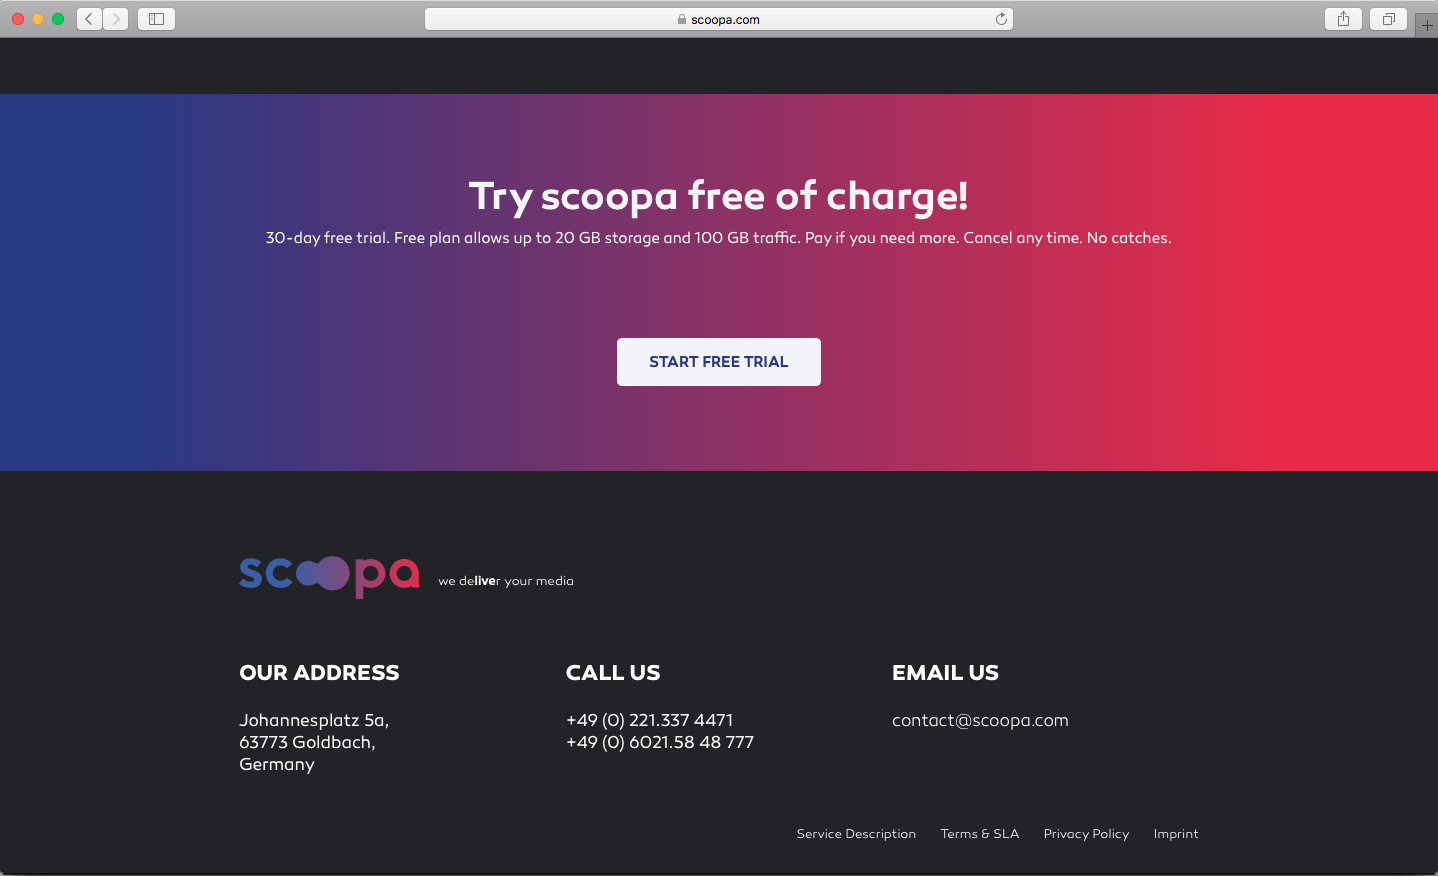 scoopa.com
Try scoopa free of charge!
30-day free trial. Free plan allows up to 20 GB storage and 100 GB traffic. Pay if you need more. Cancel any time. No catches.
START FREE TRIAL
scoopa we deliver your media
OUR ADDRESS
Johannesplatz 5a,
63773 Goldbach,
Germany
CALL US
+49 (0) 221.337 4471
+49 (0) 6021.58 48 777
EMAIL US
contact@scoopa.com
Service Description Terms & SLA Privacy Policy Imprint